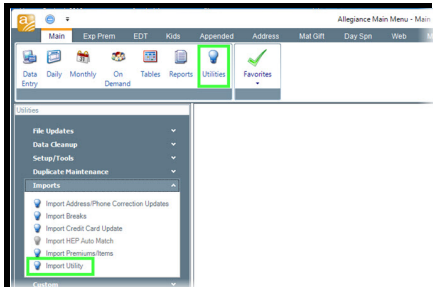 Allegiance Main Menu - Main
Main Exp Prem EDT Kids Appended Address Mat Gift Day Spn Web
Data Entry Daily Monthly On Demand Tables Reports Utilities Favorites
Utilities
File Updates
Data Cleanup
Setup/Tools
Duplicate Maintenance
Imports
Import Address/Phone Correction Updates
Import Breaks
Import Credit Card Update
Import HEP Auto Match
Import Premiums/Items
Import Utility
Custom